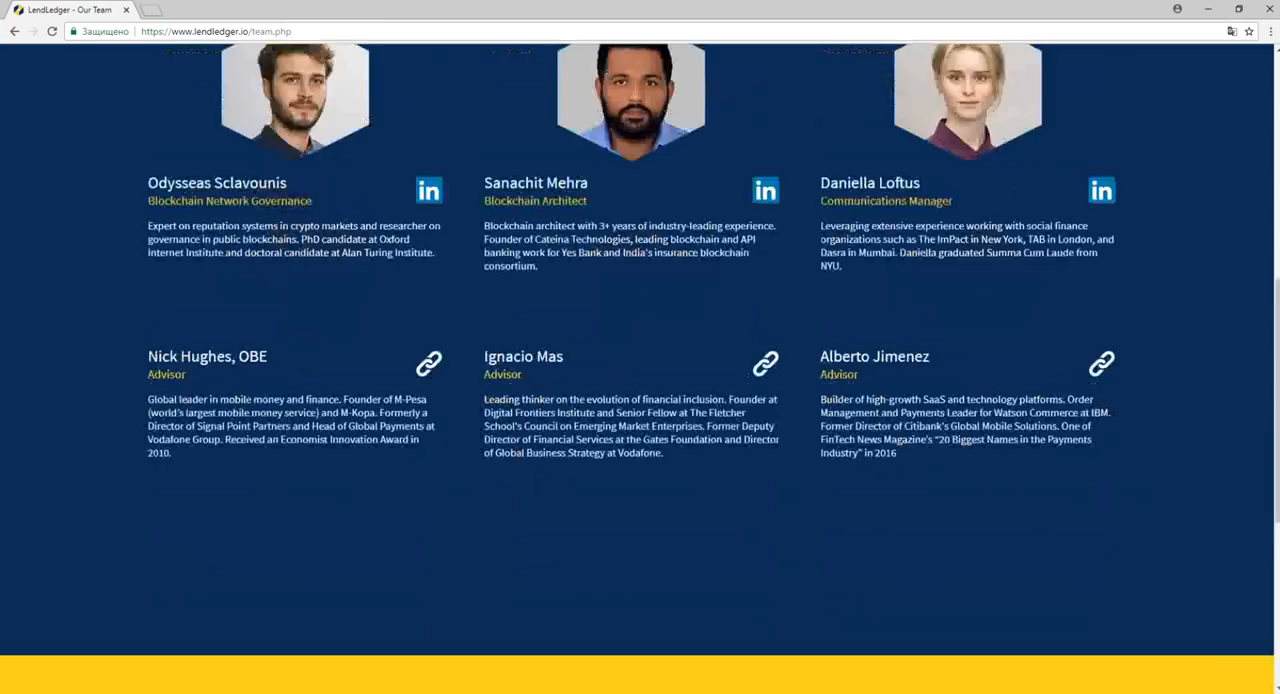 LendLedger - Our Team
Защищено
https://www.lendledger.io/team.php
Odysseas Sclavounis
Blockchain Network Governance
Expert on reputation systems in crypto markets and researcher on
governance in public blockchains. PhD candidate at Oxford
Internet Institute and doctoral candidate at Alan Turing Institute.
in
Sanachit Mehra
Blockchain Architect
Blockchain architect with 3+ years of industry-leading experience.
Founder of Cateina Technologies, leading blockchain and API
banking work for Yes Bank and India's insurance blockchain
consortium.
in
Daniella Loftus
Communications Manager
Leveraging extensive experience working with social finance
organizations such as The ImPact in New York, TAB in London, and
Dasra in Mumbai. Daniella graduated Summa Cum Laude from
NYU.
in
Nick Hughes, OBE
Advisor
Global leader in mobile money and finance. Founder of M-Pesa
(world's largest mobile money service) and M-Kopa. Formerly a
Director of Signal Point Partners and Head of Global Payments at
Vodafone Group. Received an Economist Innovation Award in
2010.
Ignacio Mas
Advisor
Leading thinker on the evolution of financial inclusion. Founder at
Digital Frontiers Institute and Senior Fellow at The Fletcher
School's Council on Emerging Market Enterprises. Former Deputy
Director of Financial Services at the Gates Foundation and Director
of Global Business Strategy at Vodafone.
Alberto Jimenez
Advisor
Builder of high-growth SaaS and technology platforms. Order
Management and Payments Leader for Watson Commerce at IBM.
Former Director of Citibank's Global Mobile Solutions. One of
FinTech News Magazine's "20 Biggest Names in the Payments
Industry" in 2016